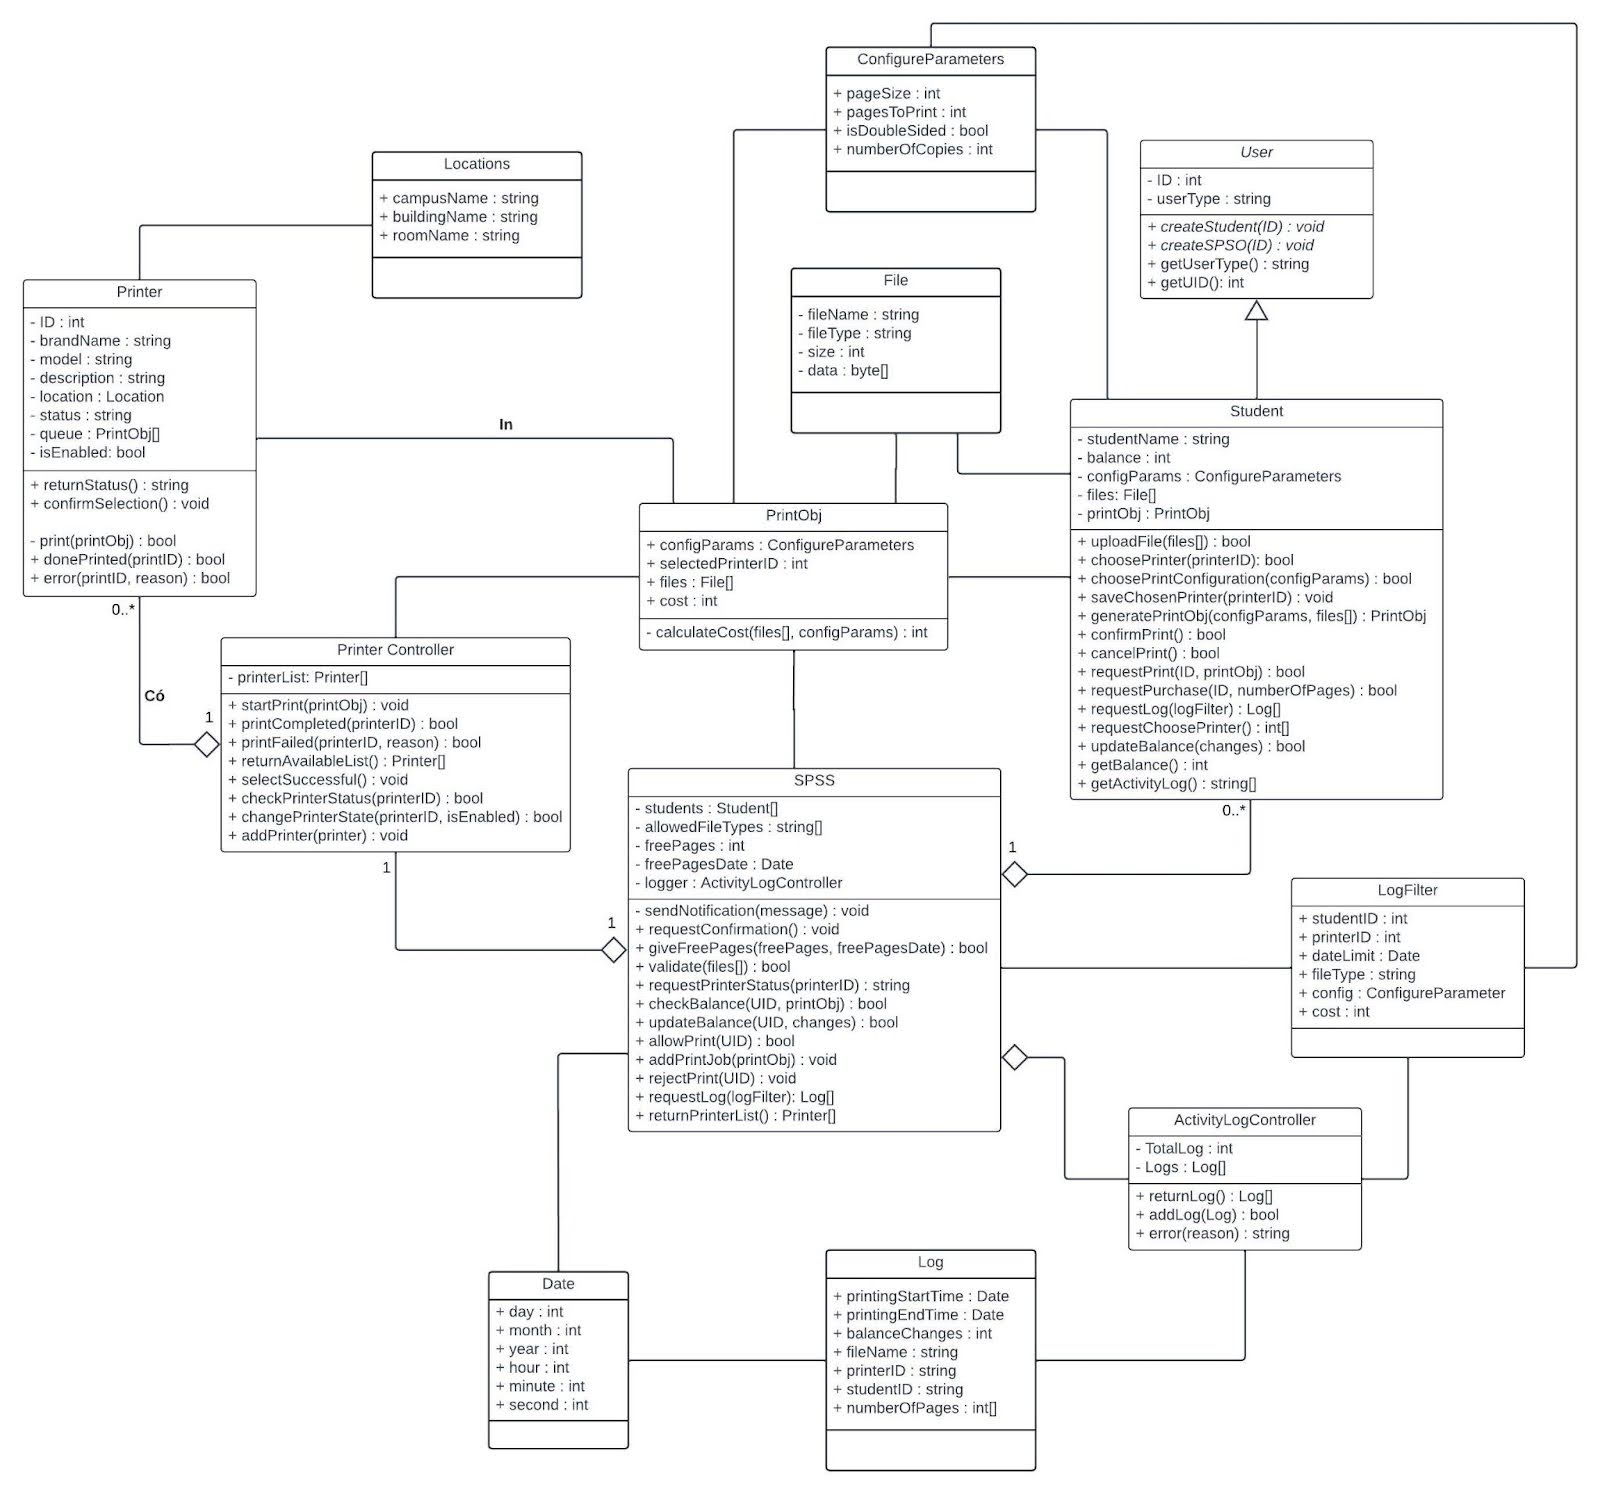 ConfigureParameters
+ pageSize : int
+ pagesToPrint : int
+ isDoubleSided : bool
+ numberOfCopies : int
User
- ID : int
- userType : string
+ createStudent(ID) : void
+ createSPSO(ID) : void
+ getUserType() : string
+ getUID(): int
Locations
+ campusName : string
+ buildingName : string
+ roomName : string
File
- fileName : string
- fileType : string
- size : int
- data : byte[]
Printer
- ID : int
- brandName : string
- model : string
- description : string
- location : Location
- status : string
- queue : PrintObj[]
- isEnabled: bool
+ returnStatus() : string
+ confirmSelection() : void
- print(printObj) : bool
+ donePrinted(printID) : bool
+ error(printID, reason) : bool
0..*
In
Student
- studentName : string
- balance : int
- configParams : ConfigureParameters
- files: File[]
- printObj : PrintObj
+ uploadFile(files[]) : bool
+ choosePrinter(printerID): bool
+ choosePrintConfiguration(configParams) : bool
+ saveChosenPrinter(printerID) : void
+ generatePrintObj(configParams, files[]) : PrintObj
+ confirmPrint() : bool
+ cancelPrint() : bool
+ requestPrint(ID, printObj) : bool
+ requestPurchase(ID, numberOfPages) : bool
+ requestLog(logFilter) : Log[]
+ requestChoosePrinter() : int[]
+ updateBalance(changes) : bool
+ getBalance() : int
+ getActivityLog() : string[]
0..*
PrintObj
+ configParams : ConfigureParameters
+ selectedPrinterID : int
+ files : File[]
+ cost : int
- calculateCost(files[], configParams) : int
Có
1
Printer Controller
- printerList: Printer[]
+ startPrint(printObj) : void
+ printCompleted(printerID) : bool
+ printFailed(printerID, reason) : bool
+ returnAvailableList() : Printer[]
+ selectSuccessful() : void
+ checkPrinterStatus(printerID) : bool
+ changePrinterState(printerID, isEnabled) : bool
+ addPrinter(printer) : void
1
1
SPSS
- students : Student[]
- allowedFileTypes : string[]
- freePages : int
- freePagesDate : Date
- logger : ActivityLogController
- sendNotification(message) : void
+ requestConfirmation() : void
+ giveFreePages(freePages, freePagesDate) : bool
+ validate(files[]) : bool
+ requestPrinterStatus(printerID) : string
+ checkBalance(UID, printObj) : bool
+ updateBalance(UID, changes) : bool
+ allowPrint(UID) : bool
+ addPrintJob(printObj) : void
+ rejectPrint(UID) : void
+ requestLog(logFilter): Log[]
+ returnPrinterList() : Printer[]
1
LogFilter
+ studentID : int
+ printerID : int
+ dateLimit : Date
+ fileType : string
+ config : ConfigureParameter
+ cost : int
ActivityLogController
- TotalLog : int
- Logs : Log[]
+ returnLog() : Log[]
+ addLog(Log) : bool
+ error(reason) : string
Date
+ day : int
+ month : int
+ year : int
+ hour : int
+ minute : int
+ second : int
Log
+ printingStartTime : Date
+ printingEndTime : Date
+ balanceChanges : int
+ fileName : string
+ printerID : string
+ studentID : string
+ numberOfPages : int[]